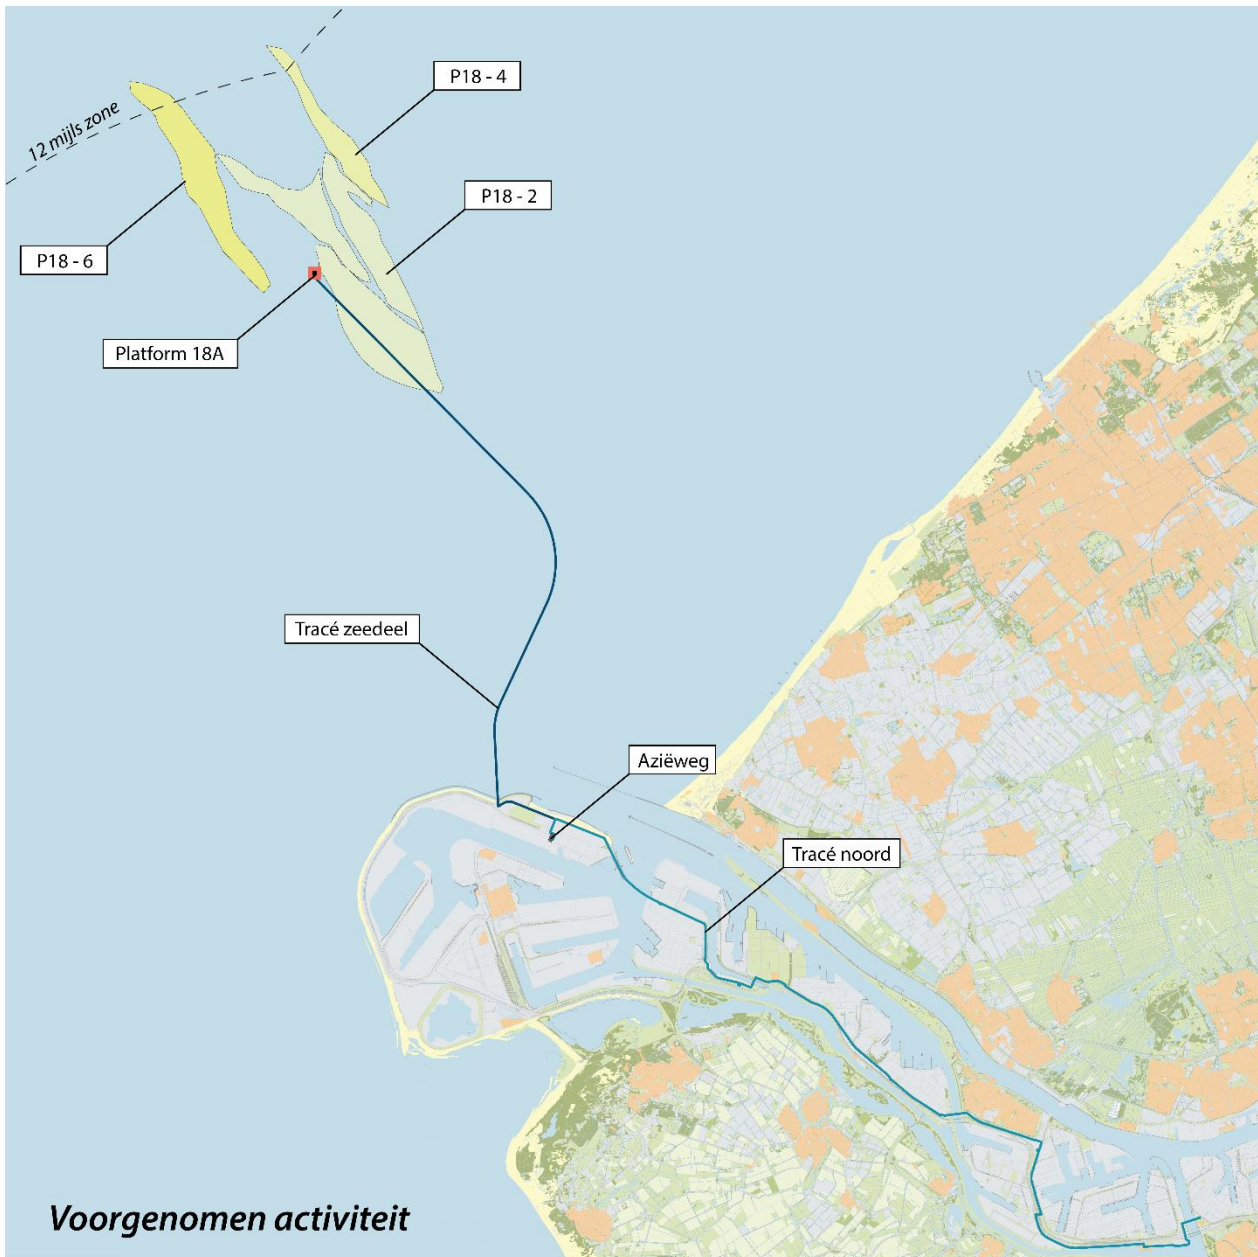 P18 - 4
12 mijls zone
P18 - 2
P18 - 6
Platform 18A
Tracé zeedeel
Aziëweg
Tracé noord
Voorgenomen activiteit